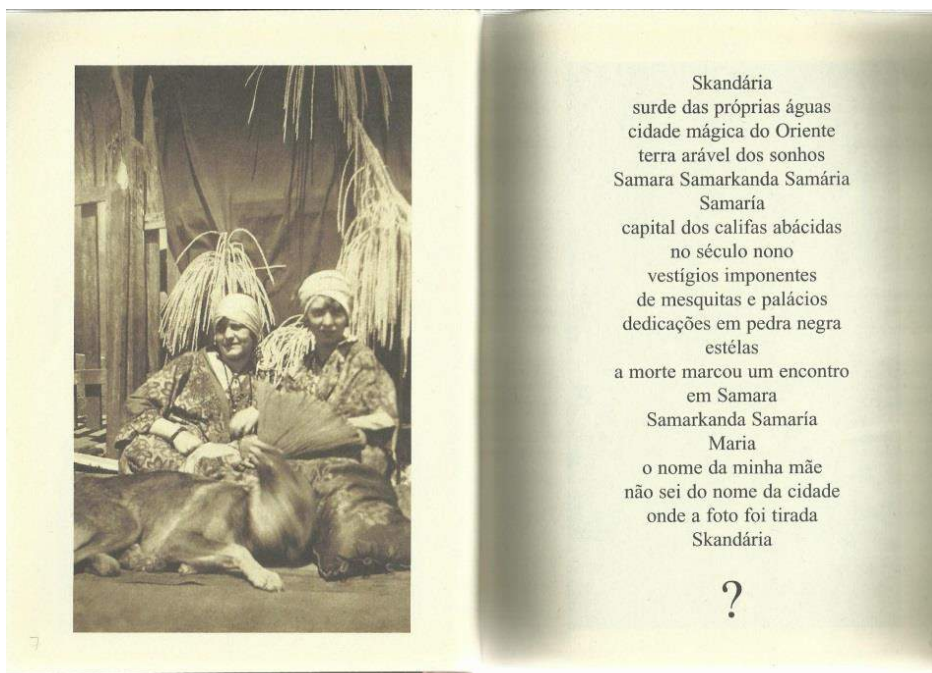 Skandária
surde das próprias águas
cidade mágica do Oriente
terra arável dos sonhos
Samara Samarkanda Samária
Samaría
capital dos califas abácidas
no século nono
vestígios imponentes
de mesquitas e palácios
dedicações em pedra negra
estélas
a morte marcou um encontro
em Samara
Samarkanda Samaría
Maria
o nome da minha mãe
não sei do nome da cidade
onde a foto foi tirada
Skandária
?
7